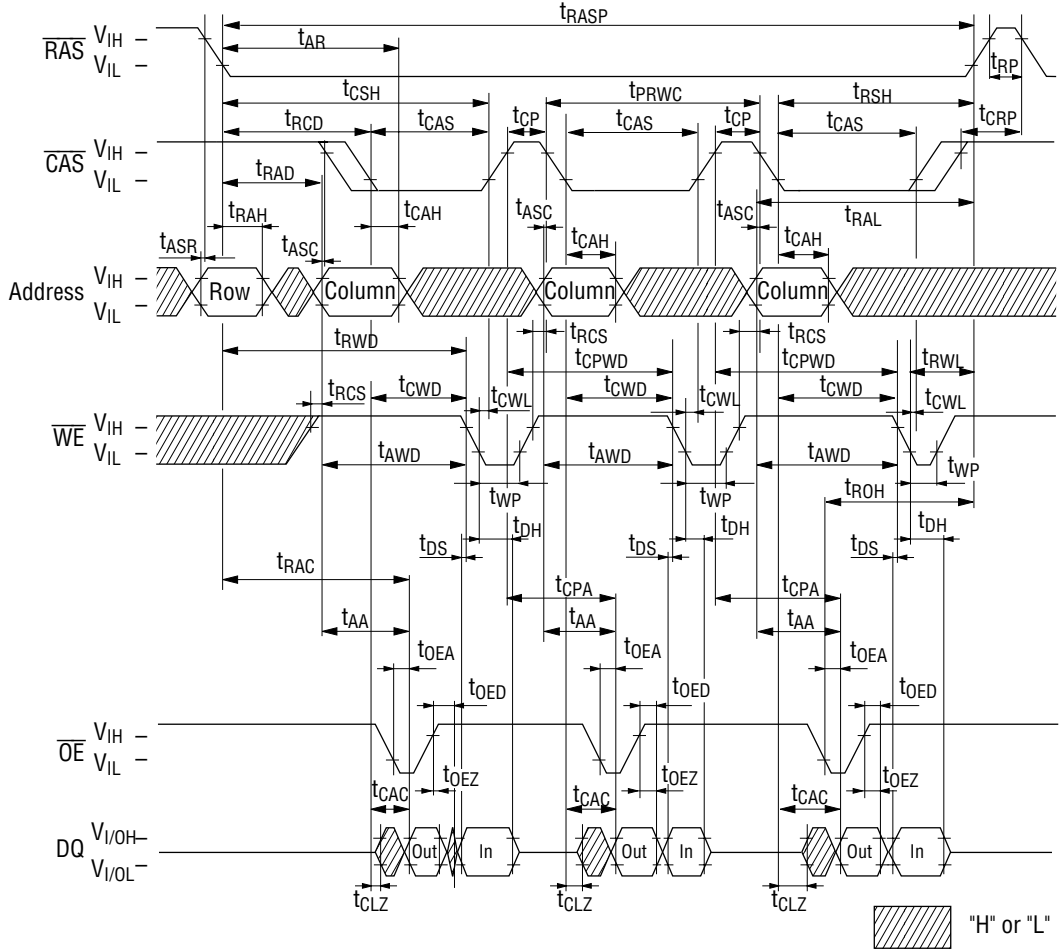 tRASP
tAR
RAS VIH
VIL
tRP
tCSH tPRWC tRSH
tRCD tCAS tCP tCAS tCP tCAS tCRP
CAS VIH
VIL
tRAD tRAL
tRAH tCAH tASC tASC
tASR tASC tCAH tCAH
Address VIH
VIL
Row Column Column Column
tRWD tRCS tRCS
tCPWD tCPWD tRWL
tRCS tCWD tCWL tCWD tCWL tCWD tCWL
WE VIH
VIL
tAWD tAWD tAWD
tWP tWP tWP
tROH
tDS tDH tDS tDH tDS tDH
tRAC
tCPA tCPA
tAA tAA tAA
tOEA tOEA tOEA
tOED tOED tOED
OE VIH
VIL
tOEZ tOEZ tOEZ
tCAC tCAC tCAC
DQ VI/OH
VI/OL
Out In Out In Out In
tCLZ tCLZ tCLZ
"H" or "L"